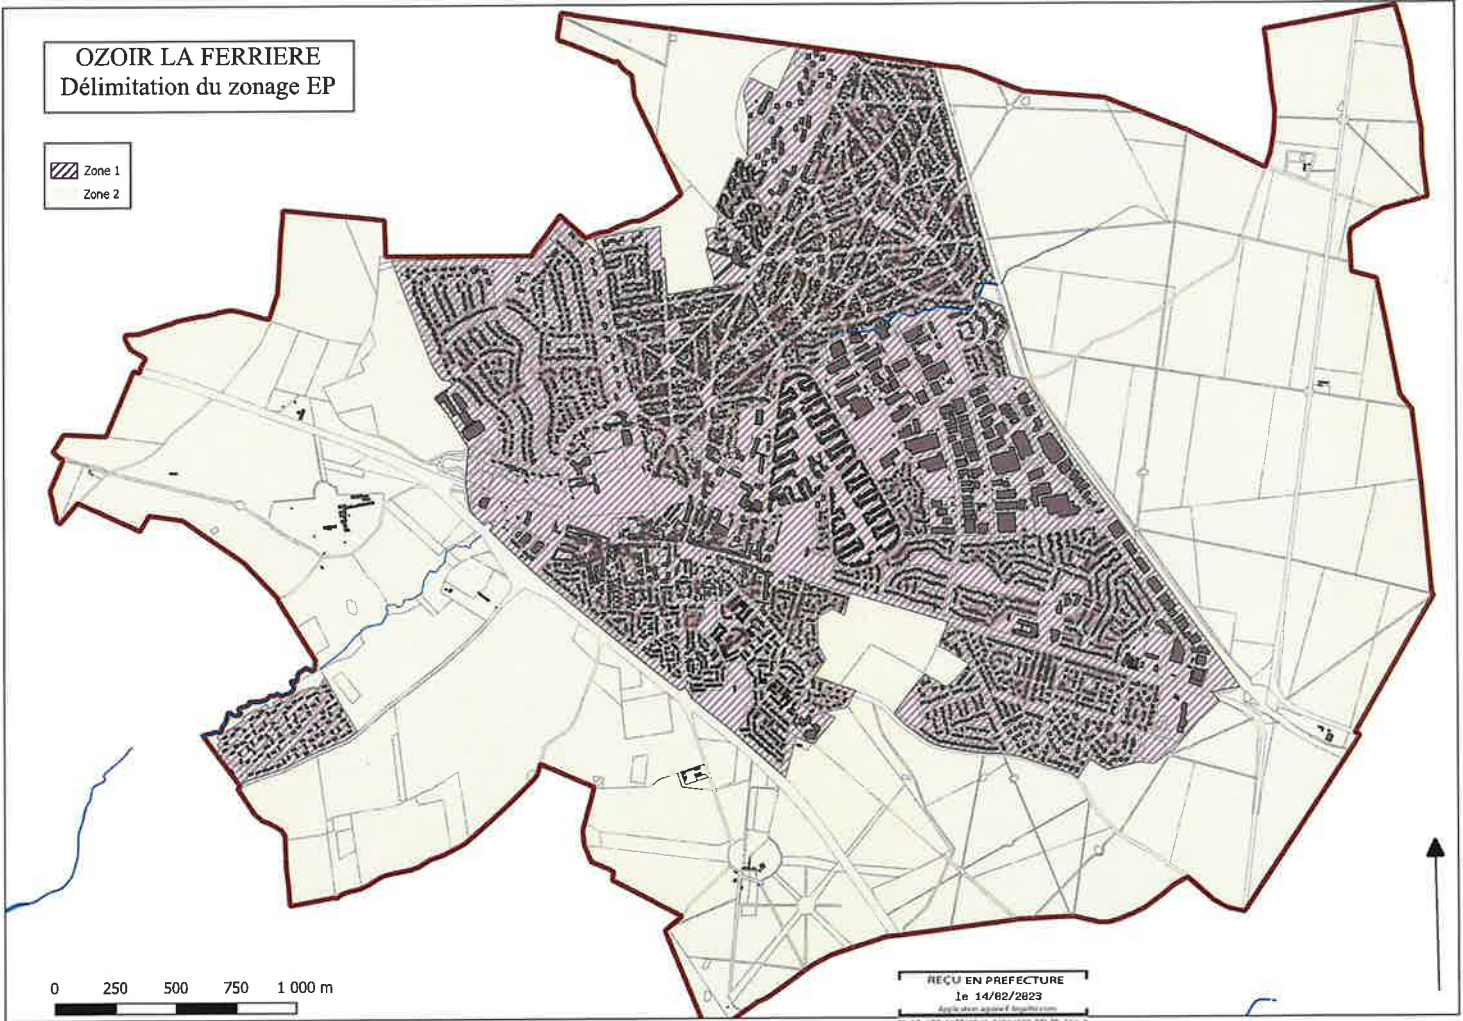 OZOIR LA FERRIERE
Délimitation du zonage EP
Zone 1
Zone 2
0 250 500 750 1 000 m
REÇU EN PREFECTURE
le 14/02/2023